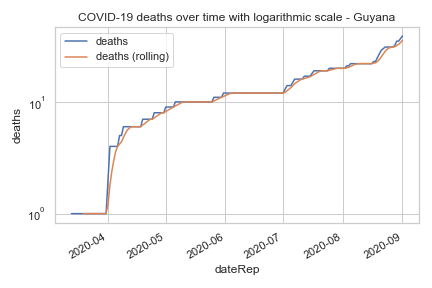 COVID-19 deaths over time with logarithmic scale - Guyana
deaths
deaths (rolling)
10¹
10⁰
deaths
2020-04
2020-05
2020-06
2020-07
2020-08
2020-09
dateRep